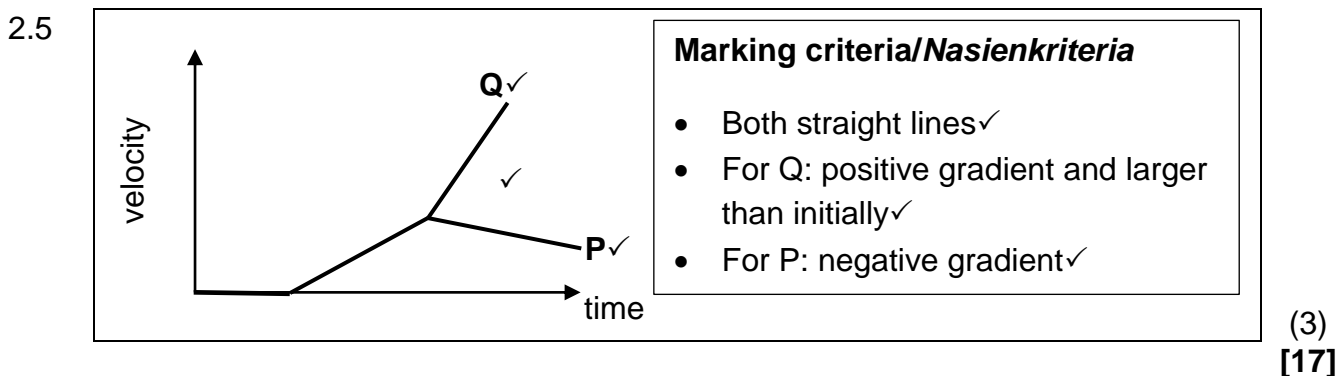 2.5
velocity
Q✓
✓
P✓
time
Marking criteria/Nasienkriteria
• Both straight lines✓
• For Q: positive gradient and larger
than initially✓
• For P: negative gradient✓
(3)
[17]